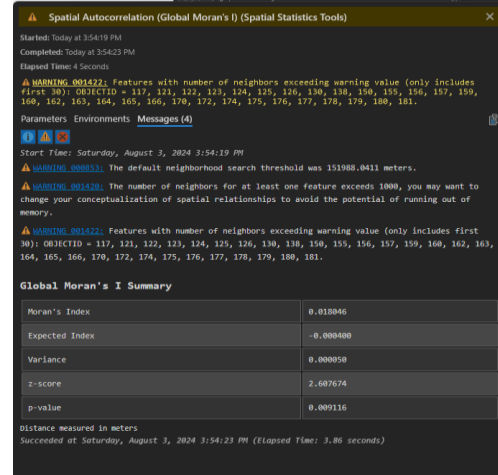 Spatial Autocorrelation (Global Moran's I) (Spatial Statistics Tools)
Started: Today at 3:54:19 PM
Completed: Today at 3:54:23 PM
Elapsed Time: 4 Seconds
WARNING 001422: Features with number of neighbors exceeding warning value (only includes
first 30): OBJECTID = 117, 121, 122, 123, 124, 125, 126, 130, 138, 150, 155, 156, 157, 159,
160, 162, 163, 164, 165, 166, 170, 172, 174, 175, 176, 177, 178, 179, 180, 181.
Parameters Environments Messages (4)
Start Time: Saturday, August 3, 2024 3:54:19 PM
WARNING 000853: The default neighborhood search threshold was 151988.0411 meters.
WARNING 001420: The number of neighbors for at least one feature exceeds 1000, you may want to
change your conceptualization of spatial relationships to avoid the potential of running out of
memory.
WARNING 001422: Features with number of neighbors exceeding warning value (only includes first
30): OBJECTID = 117, 121, 122, 123, 124, 125, 126, 130, 138, 150, 155, 156, 157, 159, 160, 162, 163,
164, 165, 166, 170, 172, 174, 175, 176, 177, 178, 179, 180, 181.
Global Moran's I Summary
Moran's Index 0.018046
Expected Index -0.000400
Variance 0.000050
z-score 2.607674
p-value 0.009116
Distance measured in meters
Succeeded at Saturday, August 3, 2024 3:54:23 PM (Elapsed Time: 3.86 seconds)